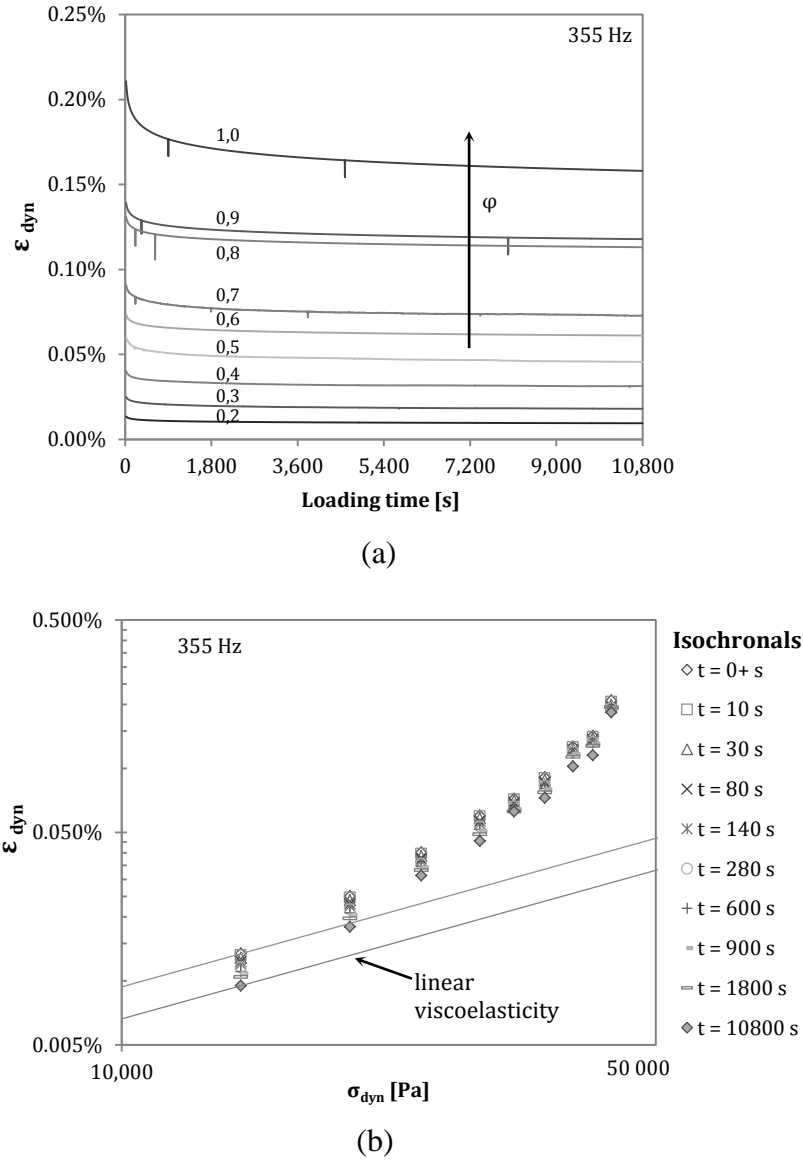 0.25%
355 Hz
0.20%
1,0
0.15%
φ
0,9
0.10%
0,8
0,7
0,6
0.05%
0,5
0,4
0,3
0,2
0.00%
ε dyn
0 1,800 3,600 5,400 7,200 9,000 10,800
Loading time [s]
(a)
0.500%
355 Hz
Isochronals
t = 0+ s
t = 10 s
t = 30 s
t = 80 s
0.050%
t = 140 s
ε dyn
t = 280 s
t = 600 s
t = 900 s
linear
viscoelasticity
t = 1800 s
t = 10800 s
0.005%
10,000 50 000
σdyn [Pa]
(b)